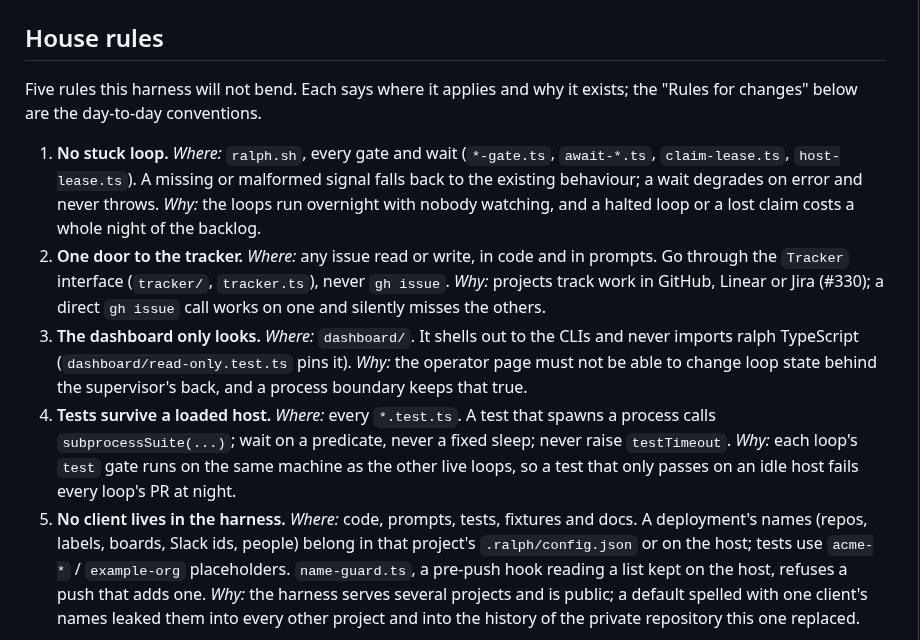 House rules
Five rules this harness will not bend. Each says where it applies and why it exists; the "Rules for changes" below
are the day-to-day conventions.
1. No stuck loop. Where: ralph.sh, every gate and wait (*-gate.ts, await-*.ts, claim-lease.ts, host-
lease.ts). A missing or malformed signal falls back to the existing behaviour; a wait degrades on error and
never throws. Why: the loops run overnight with nobody watching, and a halted loop or a lost claim costs a
whole night of the backlog.
2. One door to the tracker. Where: any issue read or write, in code and in prompts. Go through the Tracker
interface (tracker/, tracker.ts), never gh issue. Why: projects track work in GitHub, Linear or Jira (#330); a
direct gh issue call works on one and silently misses the others.
3. The dashboard only looks. Where: dashboard/. It shells out to the CLIs and never imports ralph TypeScript
(dashboard/read-only.test.ts pins it). Why: the operator page must not be able to change loop state behind
the supervisor's back, and a process boundary keeps that true.
4. Tests survive a loaded host. Where: every *.test.ts. A test that spawns a process calls
subprocessSuite(...); wait on a predicate, never a fixed sleep; never raise testTimeout. Why: each loop's
test gate runs on the same machine as the other live loops, so a test that only passes on an idle host fails
every loop's PR at night.
5. No client lives in the harness. Where: code, prompts, tests, fixtures and docs. A deployment's names (repos,
labels, boards, Slack ids, people) belong in that project's .ralph/config.json or on the host; tests use acme-
* / example-org placeholders. name-guard.ts, a pre-push hook reading a list kept on the host, refuses a
push that adds one. Why: the harness serves several projects and is public; a default spelled with one client's
names leaked them into every other project and into the history of the private repository this one replaced.